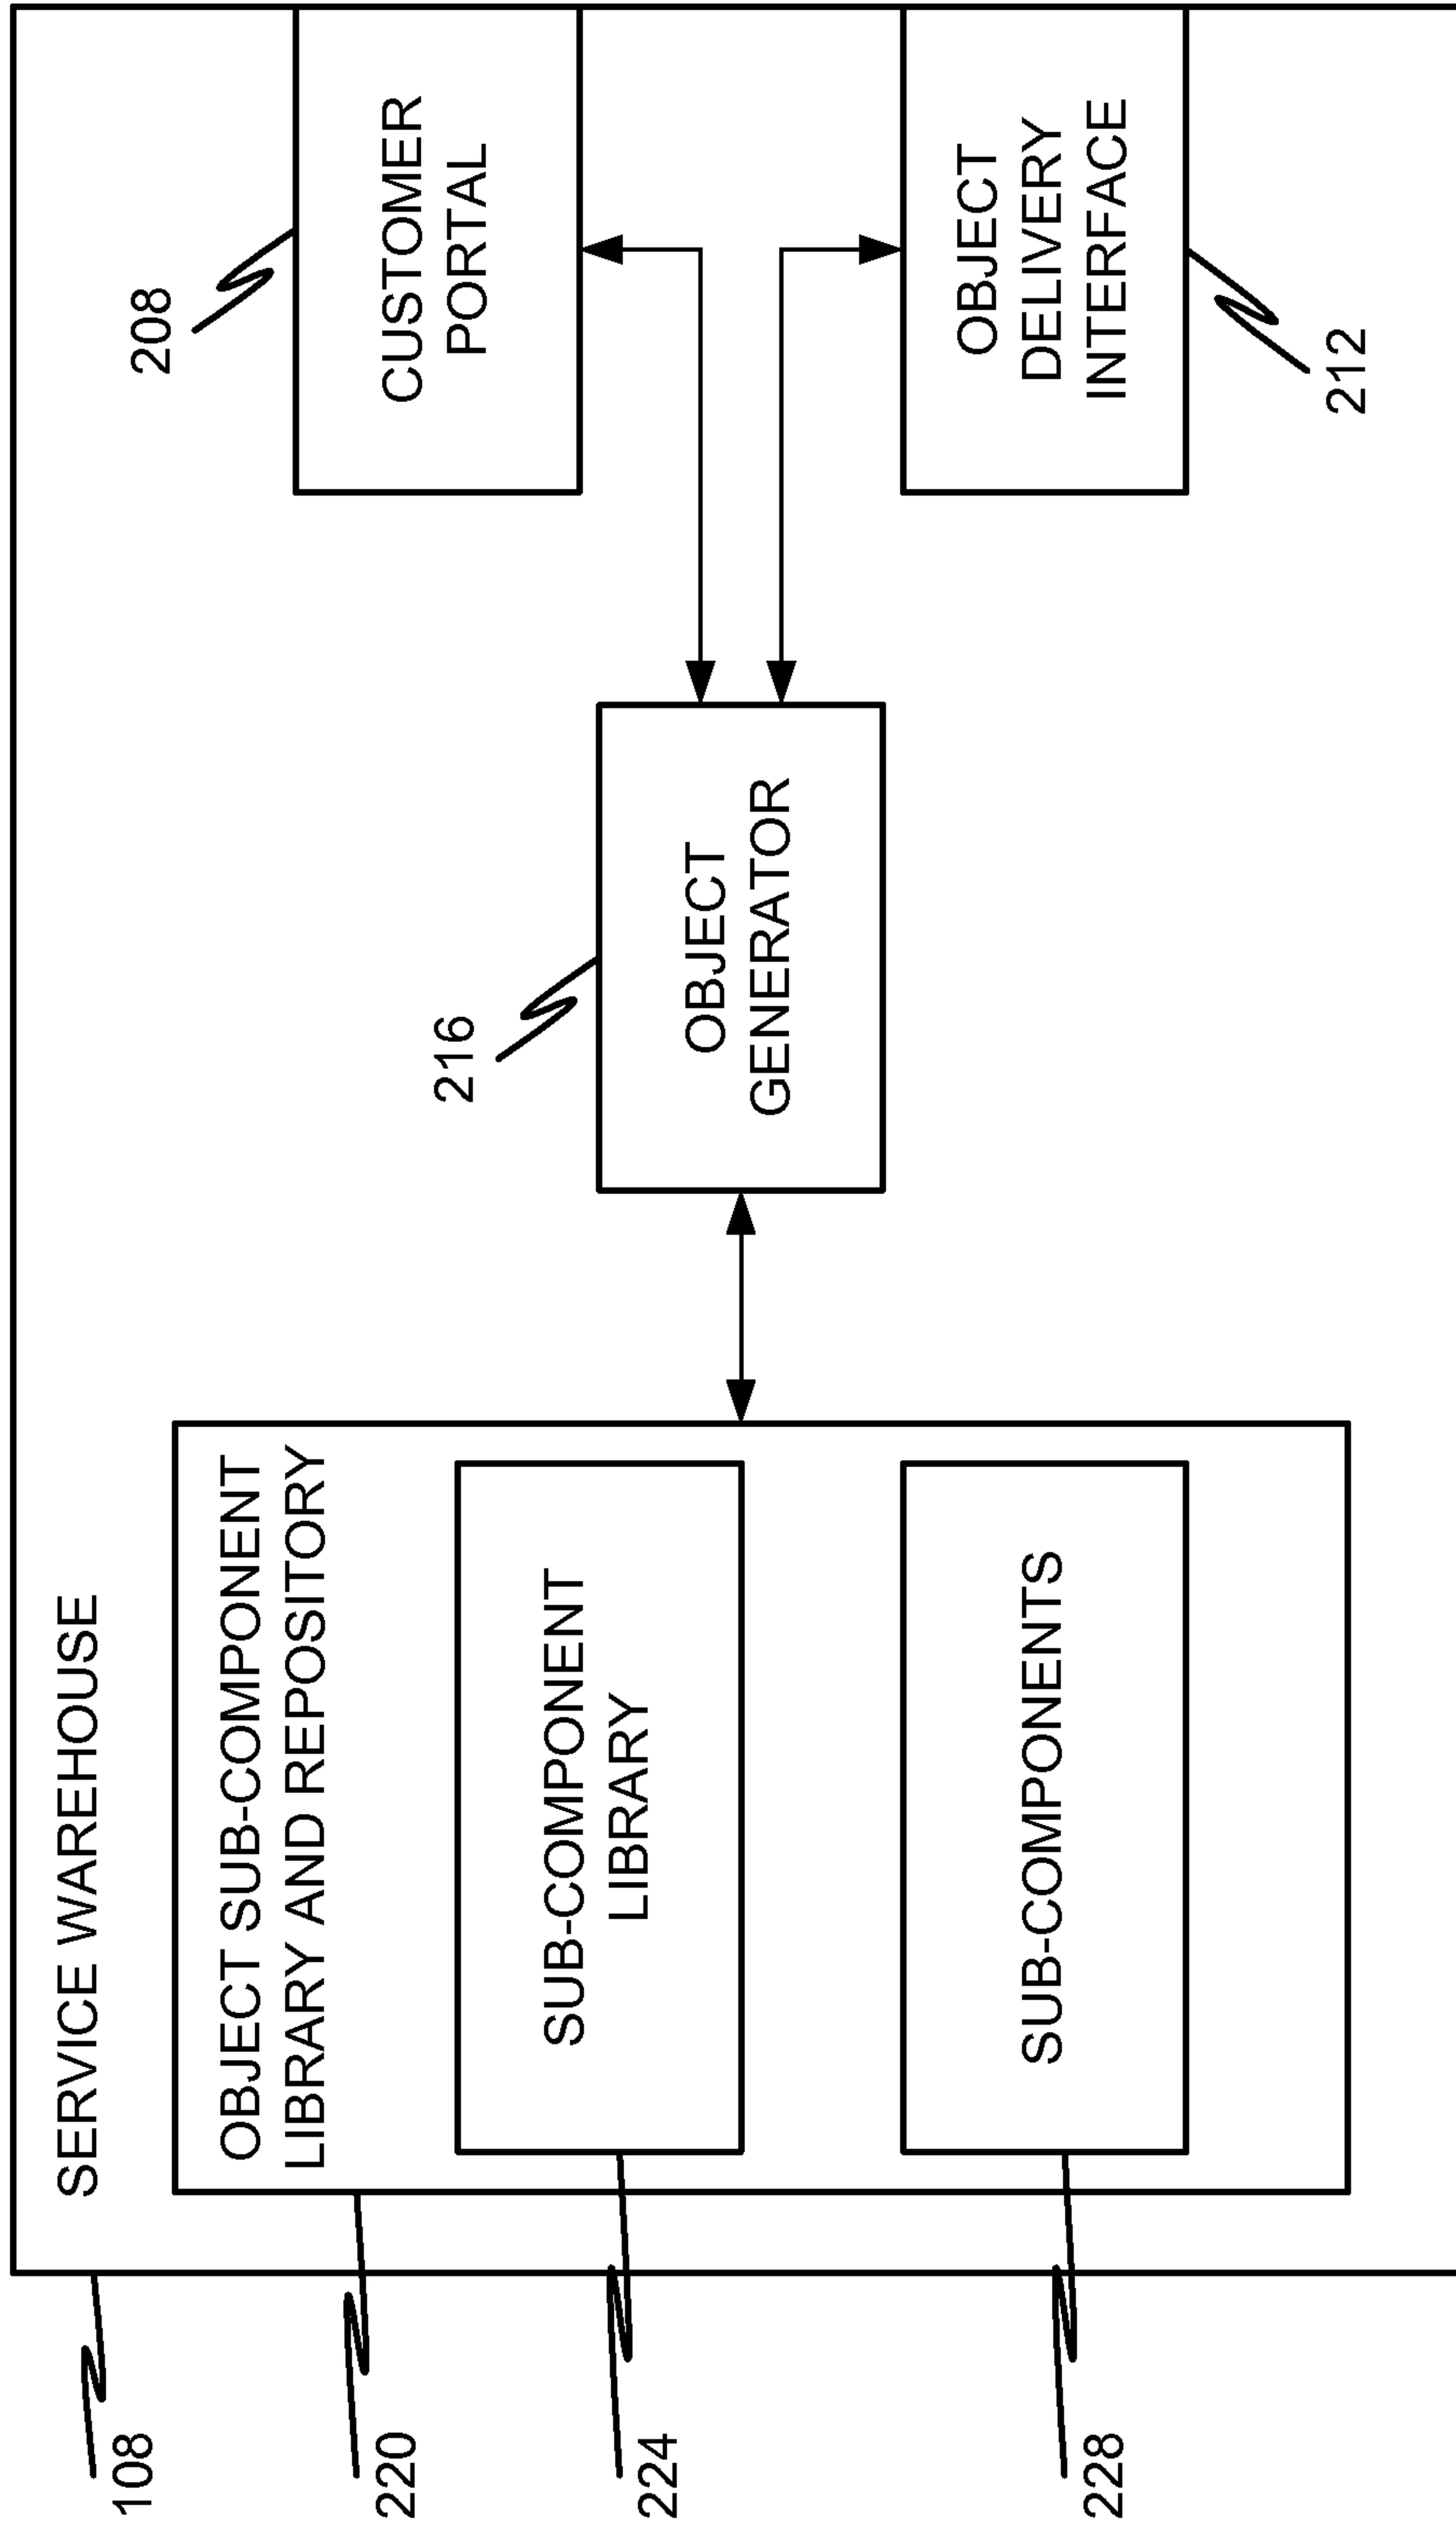 108
SERVICE WAREHOUSE
220
OBJECT SUB-COMPONENT
LIBRARY AND REPOSITORY
224
SUB-COMPONENT
LIBRARY
228
SUB-COMPONENTS
216
OBJECT
GENERATOR
208
CUSTOMER
PORTAL
OBJECT
DELIVERY
INTERFACE
212